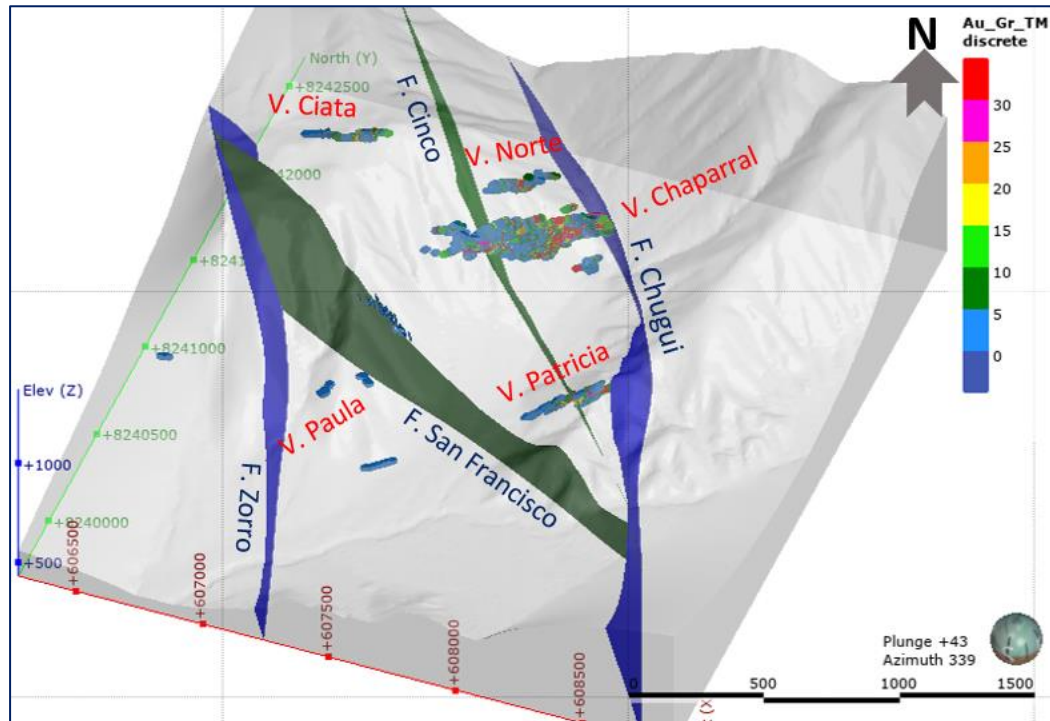 Au_Gr_TM
discrete
N
North (Y)
+8242500
V. Ciata
F. Cinco
V. Norte
30
V. Chaparral
25
42000
20
+8241
F. Chugui
15
10
+8241000
5
V. Patricia
0
Elev (Z)
V. Paula
F. San Francisco
+8240500
+1000
F. Zorro
+8240000
+500
+606500
+607000
+607500
+608000
+608500
Plunge +43
Azimuth 339
0
500
1000
1500